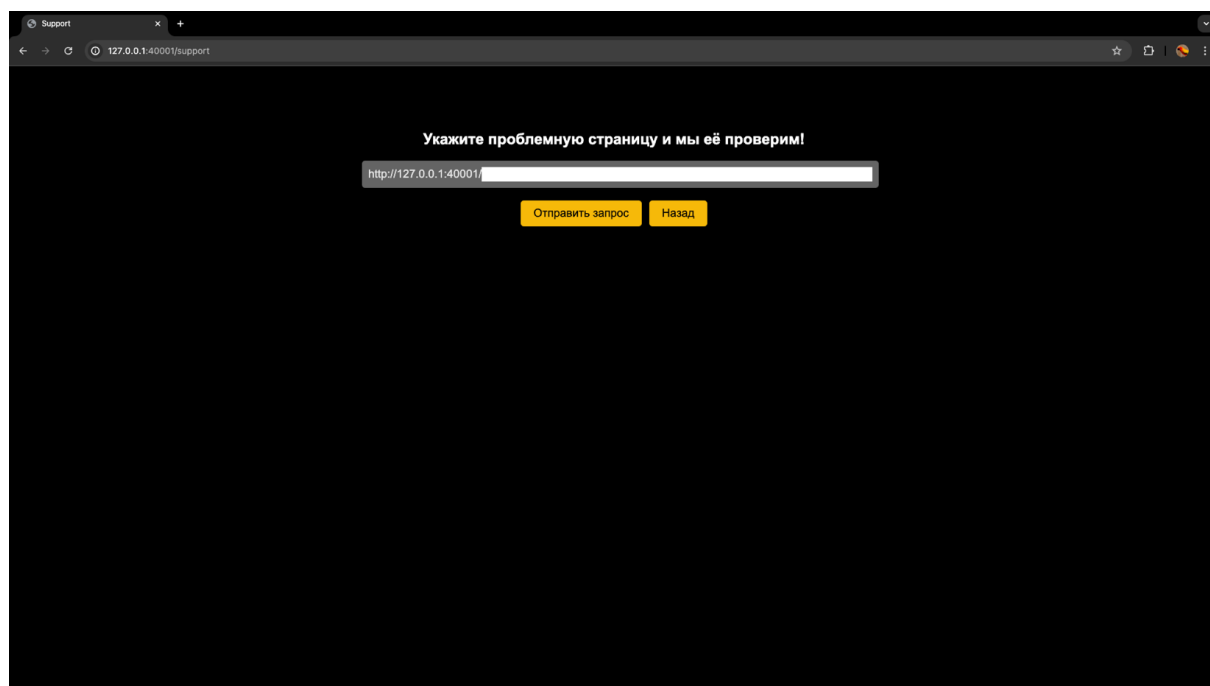 Support
127.0.0.1:40001/support
Укажите проблемную страницу и мы её проверим!
http://127.0.0.1:40001/
Отправить запрос
Назад